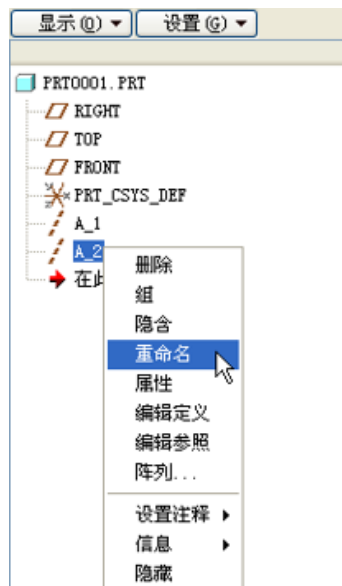 显示(O) 设置(G)
PRT0001.PRT
RIGHT
TOP
FRONT
PRT_CSYS_DEF
A_1
A_2
在此
删除
组
隐含
重命名
属性
编辑定义
编辑参照
阵列...
设置注释
信息
隐藏